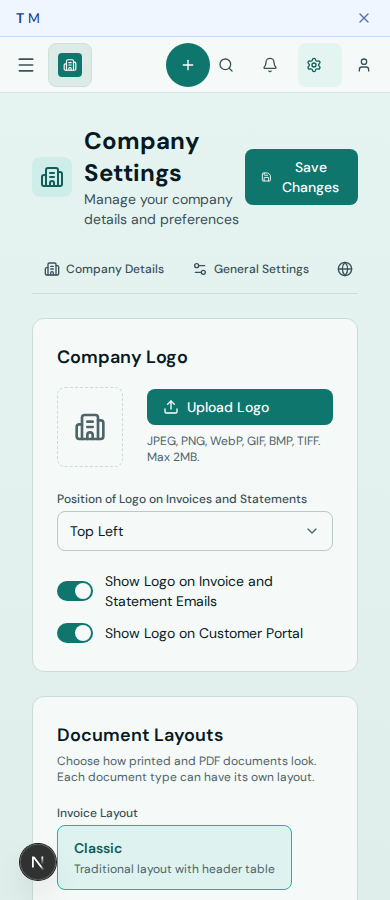 T M
Company
Settings
Manage your company
details and preferences
Save
Changes
Company Details
General Settings
Company Logo
Upload Logo
JPEG, PNG, WebP, GIF, BMP, TIFF.
Max 2MB.
Position of Logo on Invoices and Statements
Top Left
Show Logo on Invoice and
Statement Emails
Show Logo on Customer Portal
Document Layouts
Choose how printed and PDF documents look.
Each document type can have its own layout.
Invoice Layout
Classic
Traditional layout with header table
N